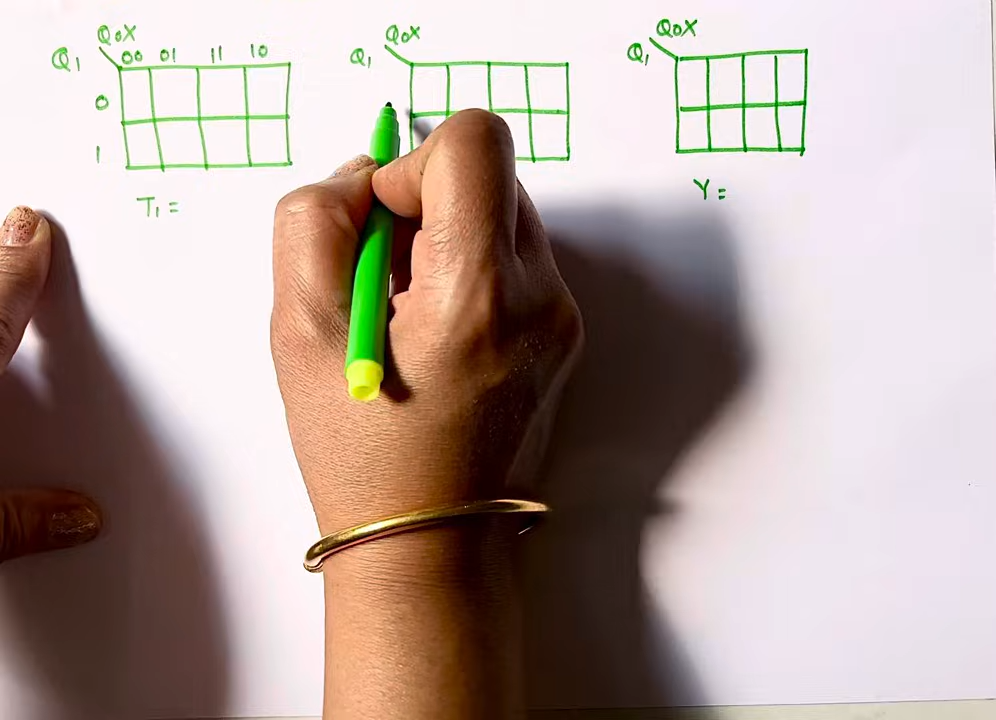 Q0X
Q1 00 01 11 10
0
1
T1 =
Q0X
Q1
Q0X
Q1
Y =